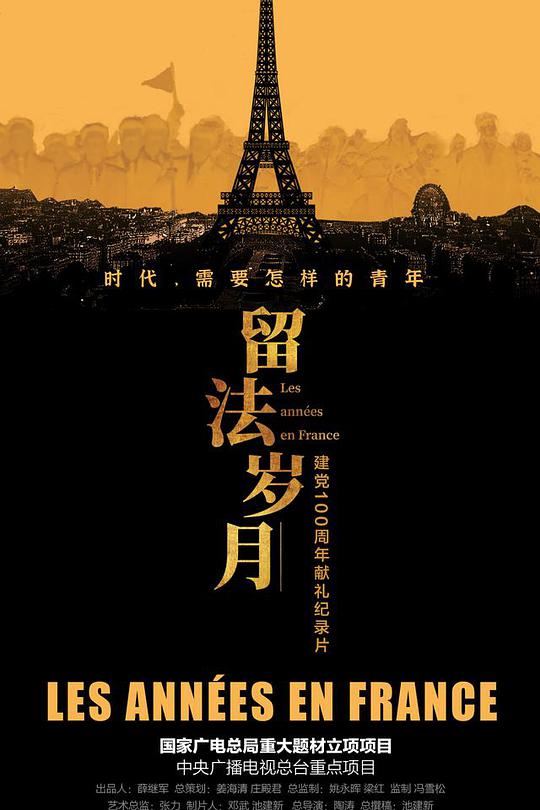 时代，需要怎样的青年
留法岁月
Les
années
en France
建党100周年献礼纪录片
LES ANNÉES EN FRANCE
国家广电总局重大题材立项项目
中央广播电视总台重点项目
出品人：薛继军 总策划：姜海清 庄殿君 总监制：姚永晖 梁红 监制 冯雪松
艺术总监：张力 制片人：邓武 池建新 总导演：陶涛 总撰稿：池建新